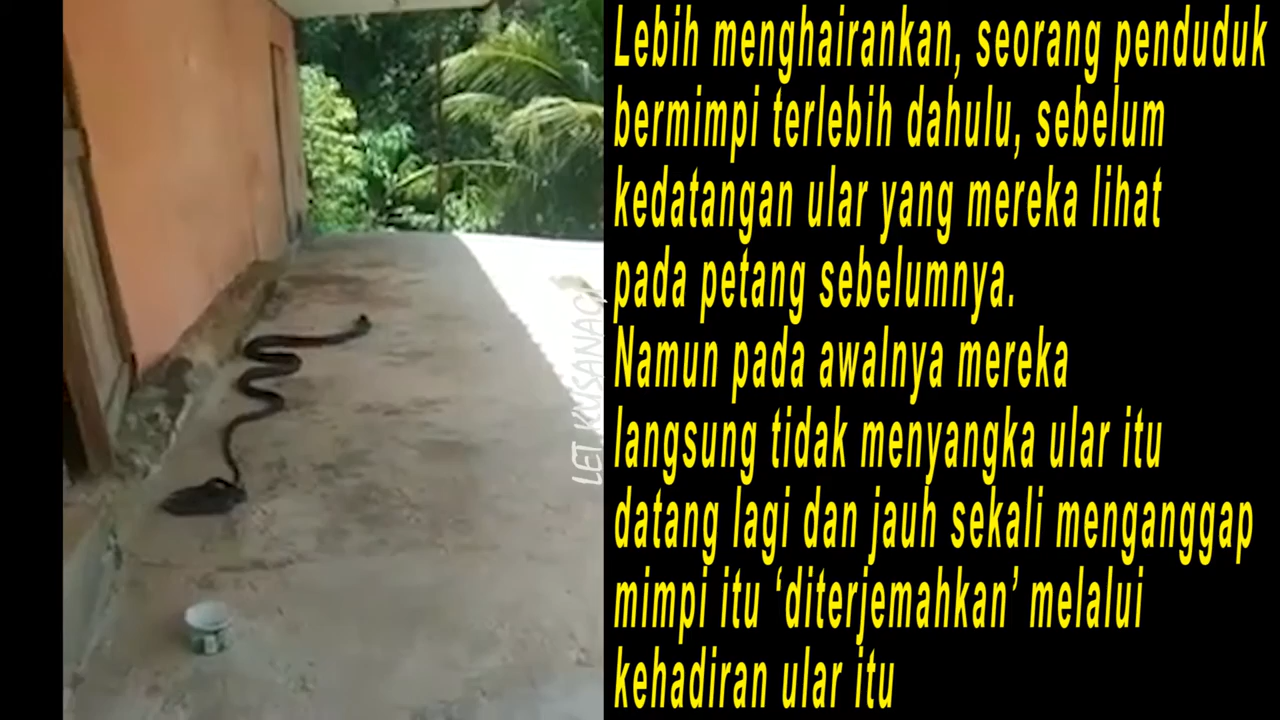 Lebih menghairankan, seorang penduduk
bermimpi terlebih dahulu, sebelum
kedatangan ular yang mereka lihat
pada petang sebelumnya.
Namun pada awalnya mereka
langsung tidak menyangka ular itu
datang lagi dan jauh sekali menganggap
mimpi itu ‘diterjemahkan’ melalui
kehadiran ular itu
LET KUSANAGI